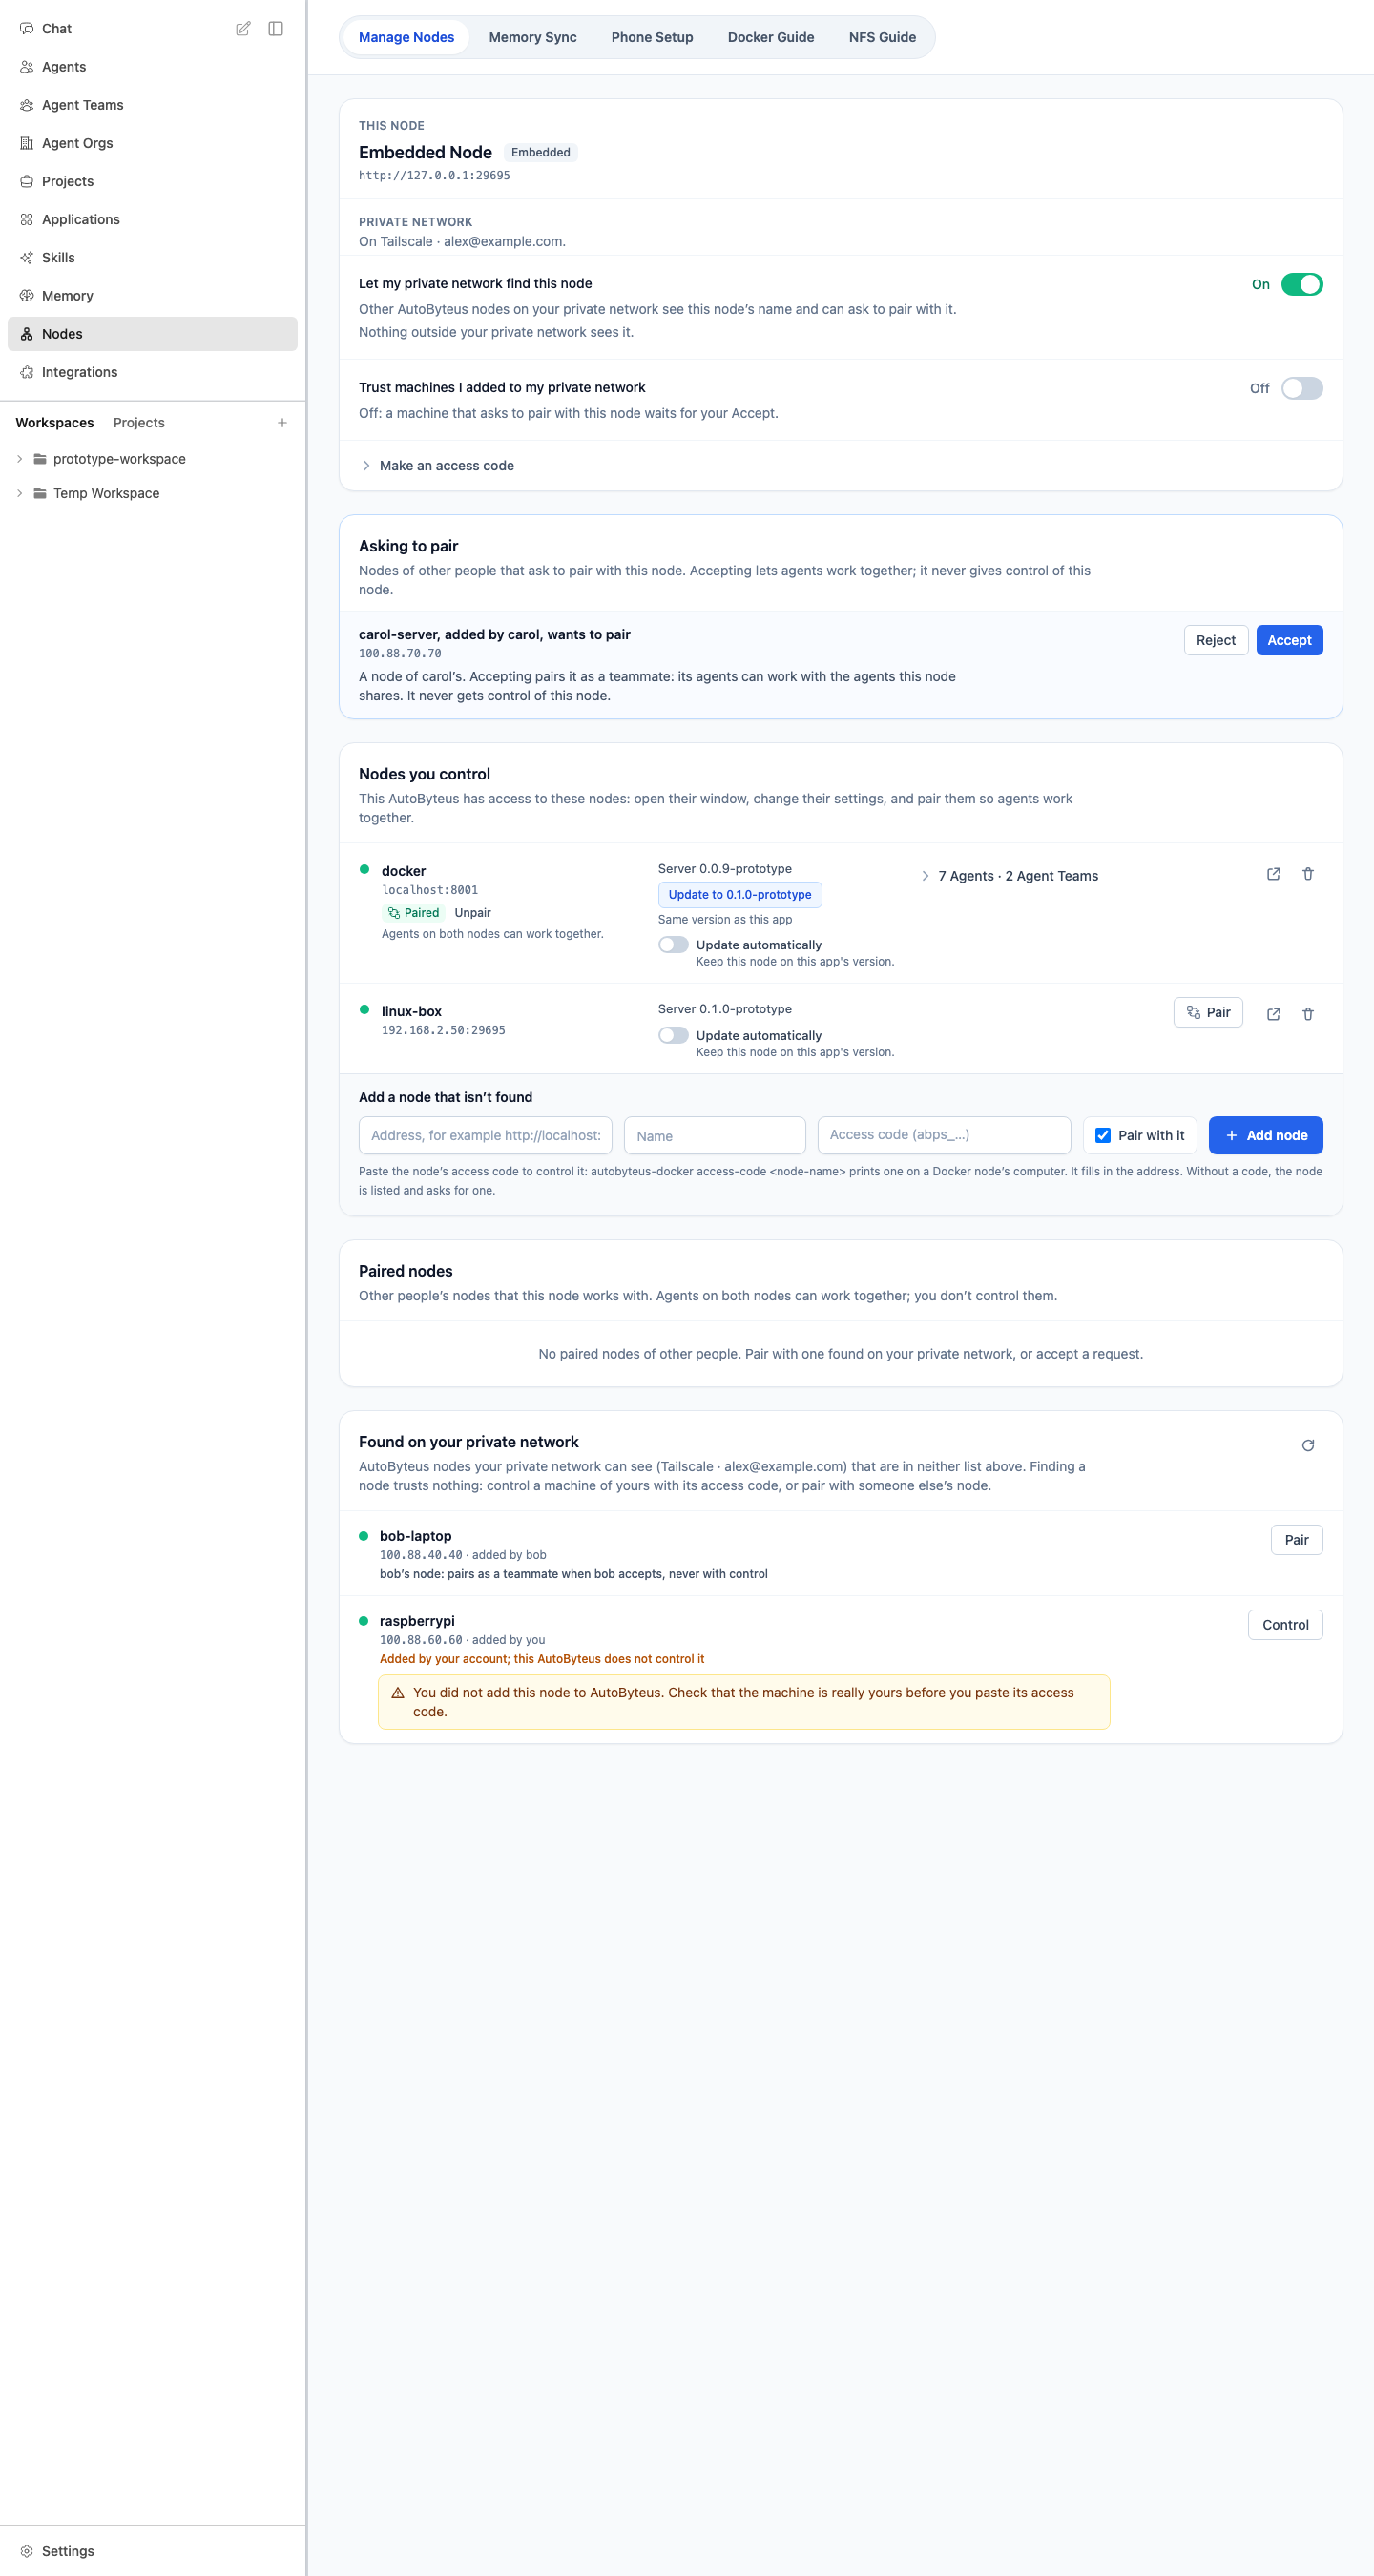 Chat
Agents
Agent Teams
Agent Orgs
Projects
Applications
Skills
Memory
Nodes
Integrations
Workspaces Projects
prototype-workspace
Temp Workspace
Settings
Manage Nodes Memory Sync Phone Setup Docker Guide NFS Guide
THIS NODE
Embedded Node Embedded
http://127.0.0.1:29695
PRIVATE NETWORK
On Tailscale · alex@example.com.
Let my private network find this node On
Other AutoByteus nodes on your private network see this node’s name and can ask to pair with it.
Nothing outside your private network sees it.
Trust machines I added to my private network Off
Off: a machine that asks to pair with this node waits for your Accept.
Make an access code
Asking to pair
Nodes of other people that ask to pair with this node. Accepting lets agents work together; it never gives control of this
node.
carol-server, added by carol, wants to pair Reject Accept
100.88.70.70
A node of carol’s. Accepting pairs it as a teammate: its agents can work with the agents this node
shares. It never gets control of this node.
Nodes you control
This AutoByteus has access to these nodes: open their window, change their settings, and pair them so agents work
together.
docker
localhost:8001
Paired Unpair
Agents on both nodes can work together.
Server 0.0.9-prototype
Update to 0.1.0-prototype
Same version as this app
Update automatically
Keep this node on this app's version.
7 Agents · 2 Agent Teams
linux-box
192.168.2.50:29695
Server 0.1.0-prototype
Update automatically
Keep this node on this app's version.
Pair
Add a node that isn’t found
Address, for example http://localhost: Name Access code (abps_…) Pair with it Add node
Paste the node’s access code to control it: autobyteus-docker access-code <node-name> prints one on a Docker node’s computer. It fills in the address. Without a code, the node
is listed and asks for one.
Paired nodes
Other people’s nodes that this node works with. Agents on both nodes can work together; you don’t control them.
No paired nodes of other people. Pair with one found on your private network, or accept a request.
Found on your private network
AutoByteus nodes your private network can see (Tailscale · alex@example.com) that are in neither list above. Finding a
node trusts nothing: control a machine of yours with its access code, or pair with someone else’s node.
bob-laptop Pair
100.88.40.40 · added by bob
bob’s node: pairs as a teammate when bob accepts, never with control
raspberrypi Control
100.88.60.60 · added by you
Added by your account; this AutoByteus does not control it
You did not add this node to AutoByteus. Check that the machine is really yours before you paste its access
code.